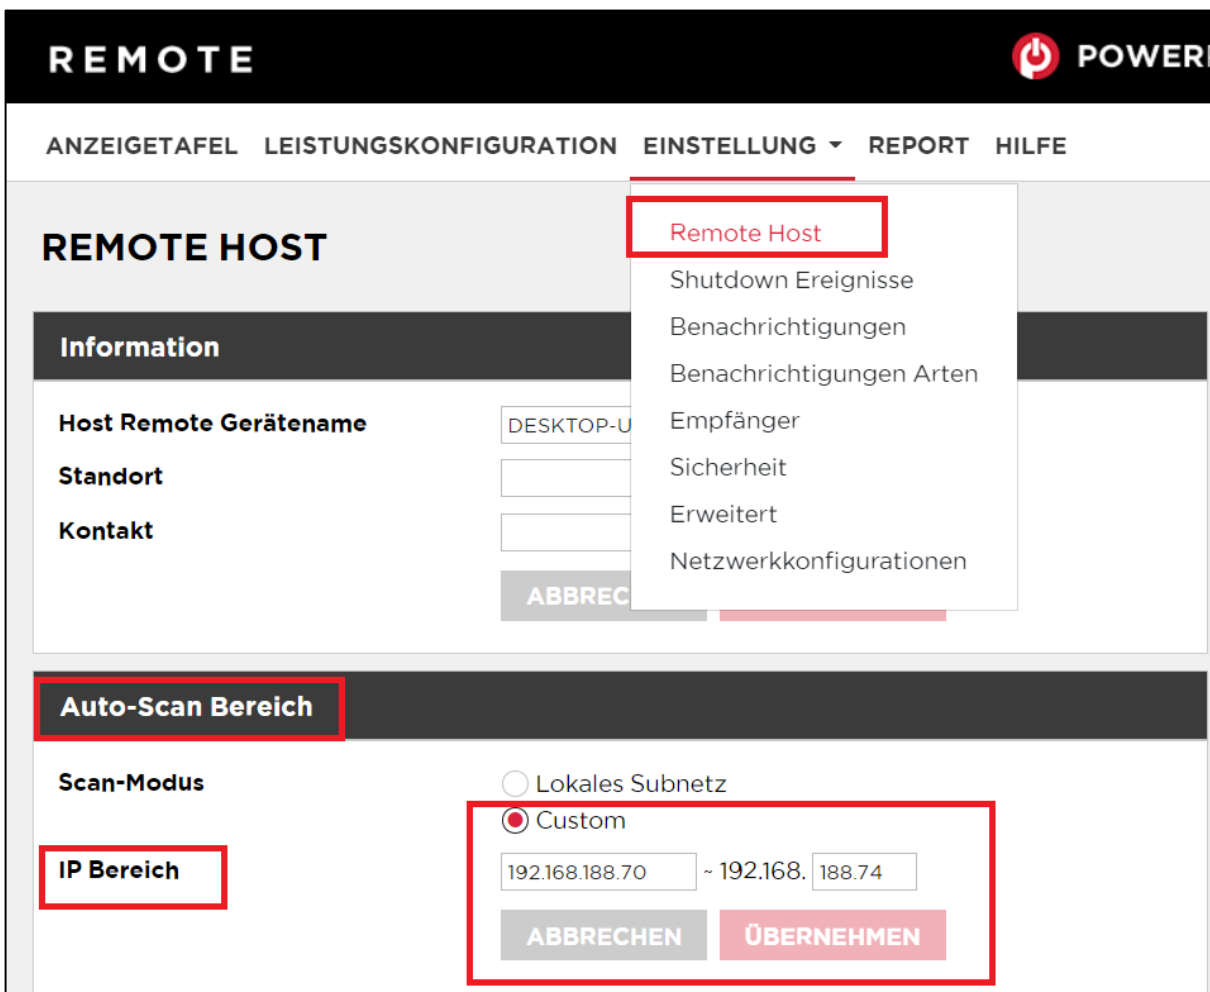 REMOTE
POWER
ANZEIGETAFEL LEISTUNGSKONFIGURATION EINSTELLUNG REPORT HILFE
REMOTE HOST
Remote Host
Shutdown Ereignisse
Benachrichtigungen
Benachrichtigungen Arten
Empfänger
Sicherheit
Erweitert
Netzwerkkonfigurationen
Information
Host Remote Gerätename DESKTOP-U
Standort
Kontakt
ABBREC
Auto-Scan Bereich
Scan-Modus Lokales Subnetz
Custom
IP Bereich 192.168.188.70 ~ 192.168. 188.74
ABBRECHEN ÜBERNEHMEN